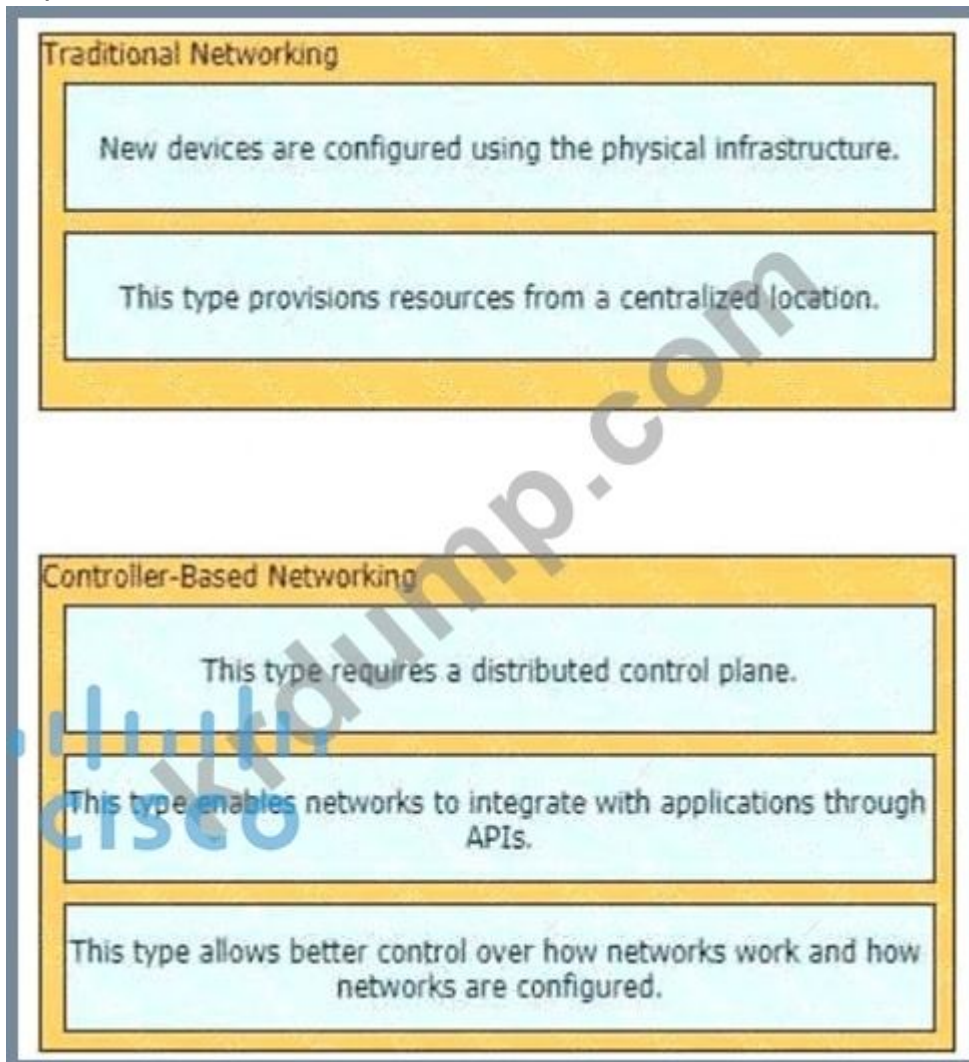 Traditional Networking
New devices are configured using the physical infrastructure.
This type provisions resources from a centralized location.
Controller-Based Networking
This type requires a distributed control plane.
This type enables networks to integrate with applications through
APIs.
This type allows better control over how networks work and how
networks are configured.
krdump.com
cisco